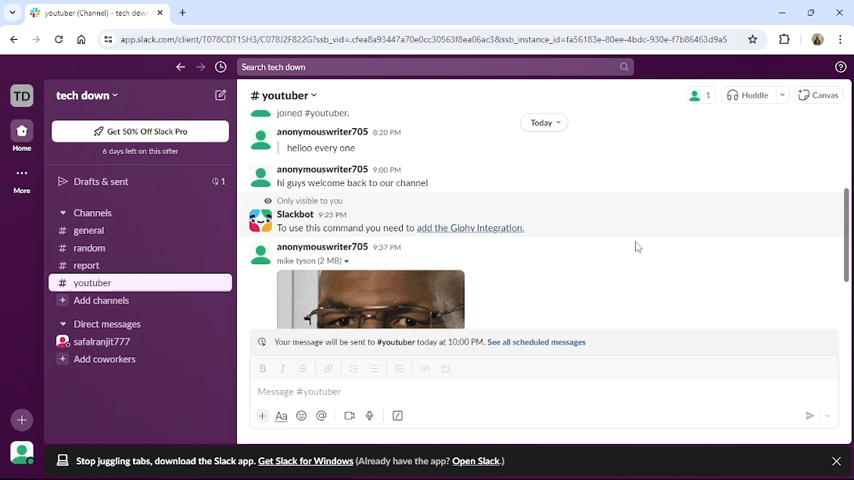 tech down (Channel) - tech dow
app.slack.com/client/T078CDT1SH3/C078J2F822G?ssb_vid=.cfea8a93447a70e0cc30563f8ea06ac3&ssb_instance_id=fa56183e-80ee-4bdc-930e-f7b86463d9a5
Search tech down
TD
Home
More
tech down
Get 50% Off Slack Pro
6 days left on this offer
Drafts & sent
1
Channels
# general
# random
# report
# youtuber
+ Add channels
Direct messages
safalranjit777
+ Add coworkers
# youtuber
1
Huddle
Canvas
joined #youtuber.
Today
anonymouswriter705 8:20 PM
helloo every one
anonymouswriter705 9:00 PM
hi guys welcome back to our channel
Only visible to you
Slackbot 9:23 PM
To use this command you need to add the Giphy Integration.
anonymouswriter705 9:37 PM
mike tyson (2 MB)
Your message will be sent to #youtuber today at 10:00 PM. See all scheduled messages
B I S
Message #youtuber
Aa
Stop juggling tabs, download the Slack app. Get Slack for Windows (Already have the app? Open Slack.)